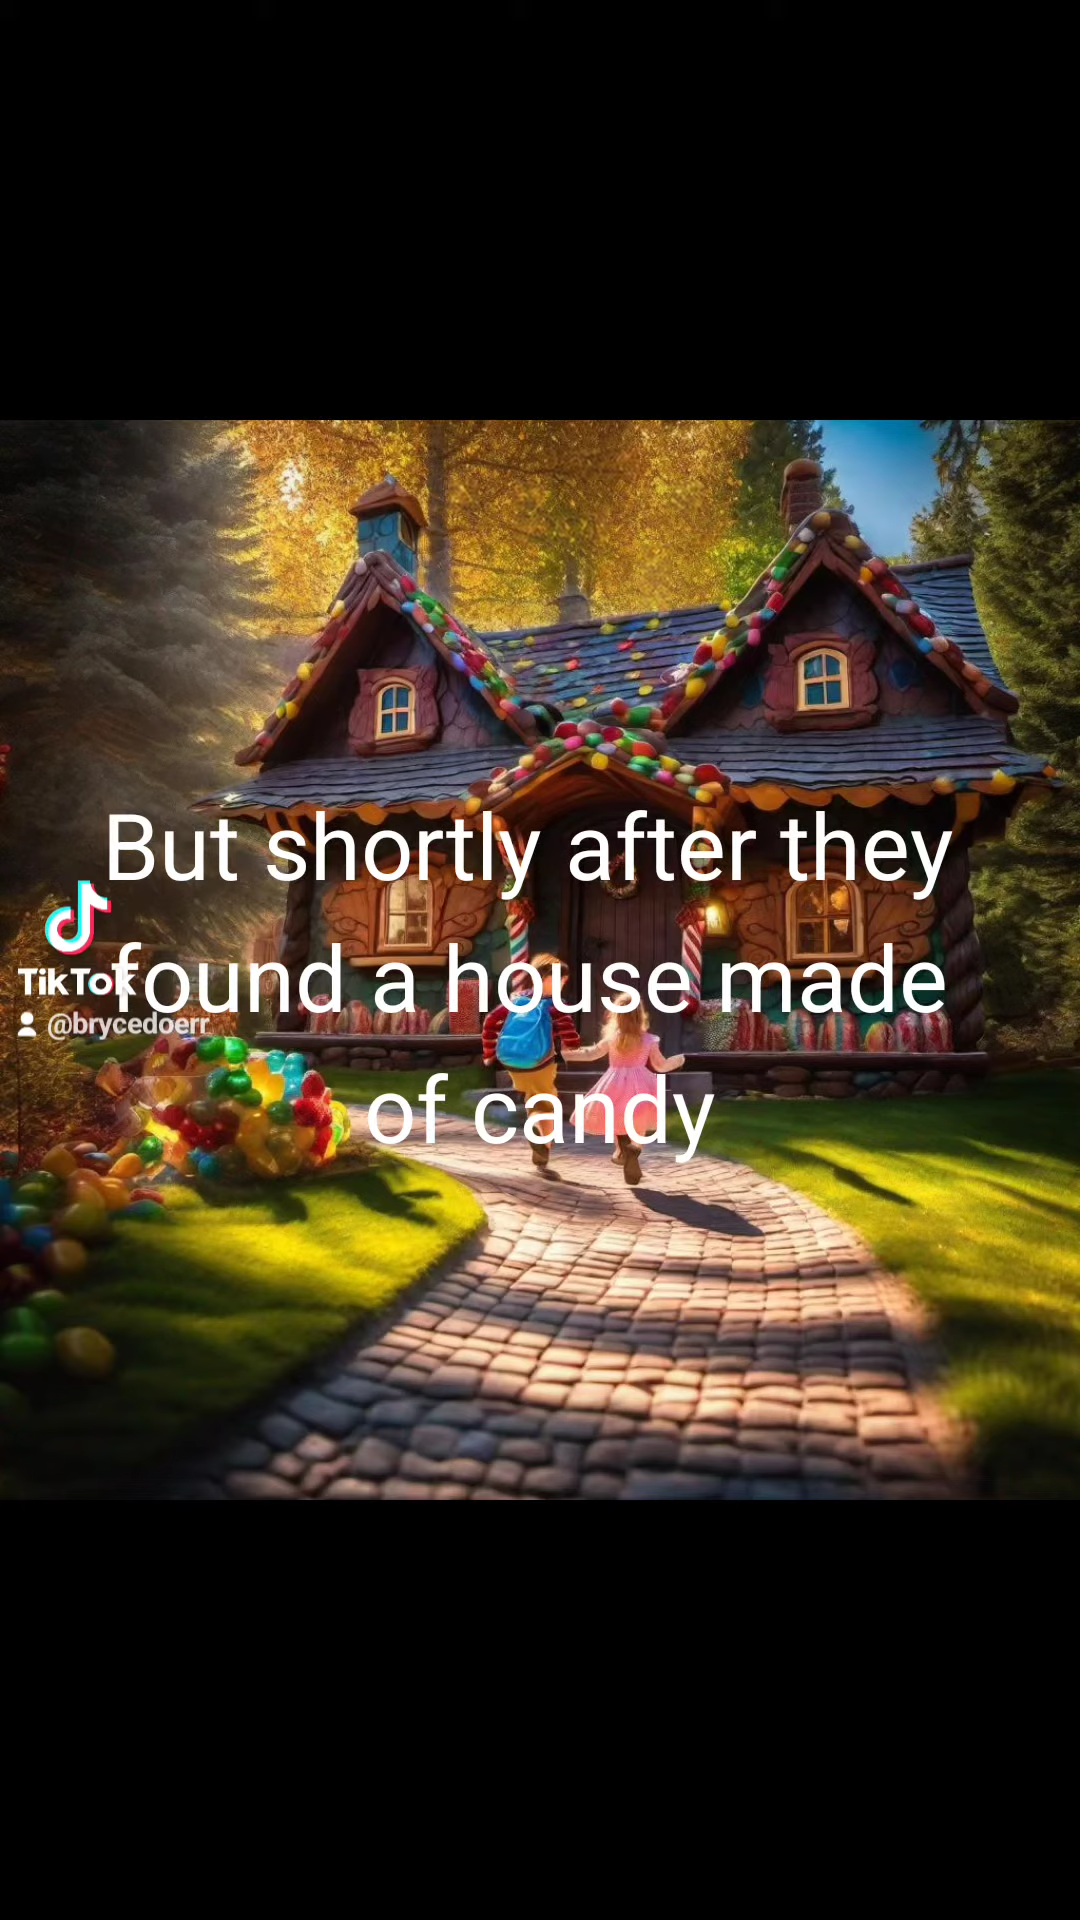 But shortly after they
found a house made
of candy
TikTok
@brycedoerr